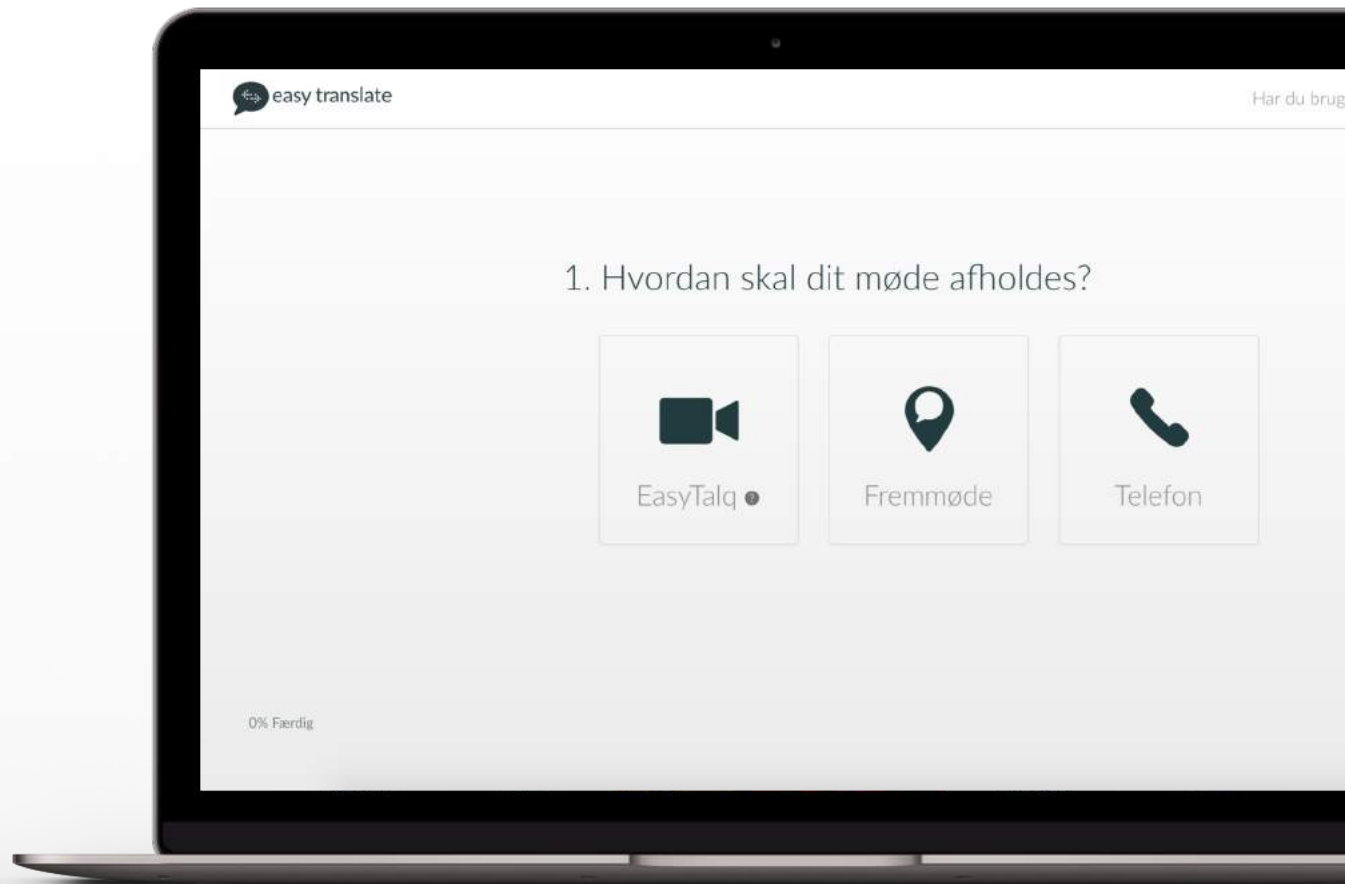 easy translate
Har du brug
1. Hvordan skal dit møde afholdes?
EasyTalq ?
Fremmøde
Telefon
0% Færdig